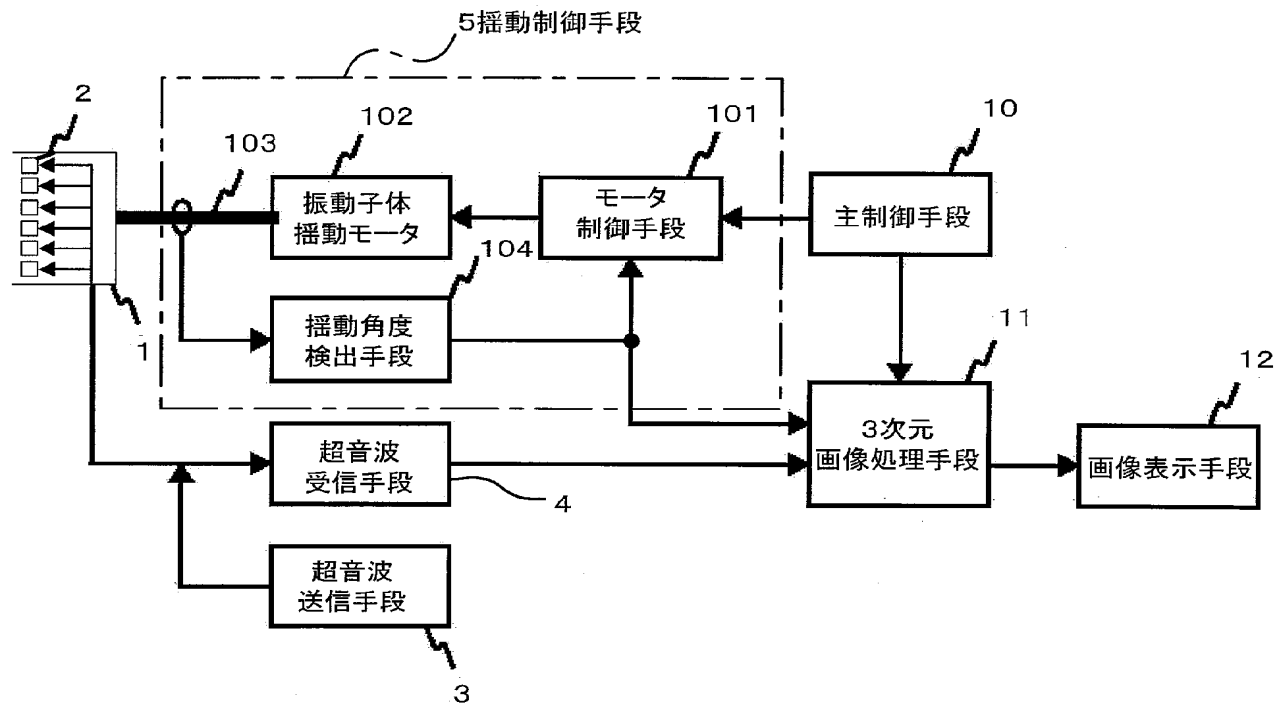 5揺動制御手段
2
103
102
101
10
振動子体
揺動モータ
モータ
制御手段
主制御手段
104
1
揺動角度
検出手段
11
12
超音波
受信手段
4
3次元
画像処理手段
画像表示手段
超音波
送信手段
3